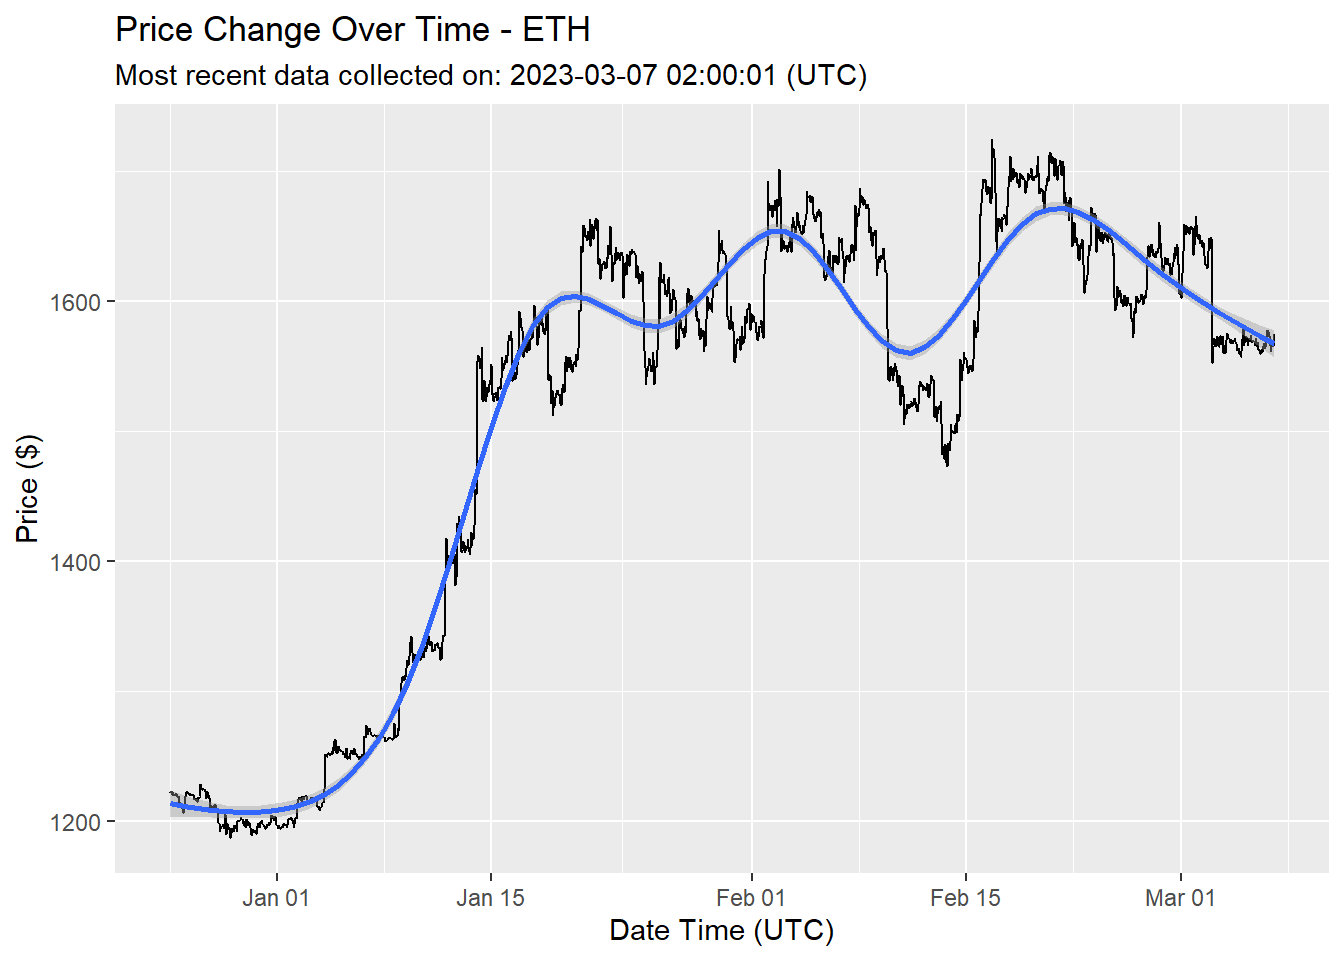 Price Change Over Time - ETH
Most recent data collected on: 2023-03-07 02:00:01 (UTC)
Price ($)
1600
1400
1200
Jan 01
Jan 15
Feb 01
Feb 15
Mar 01
Date Time (UTC)